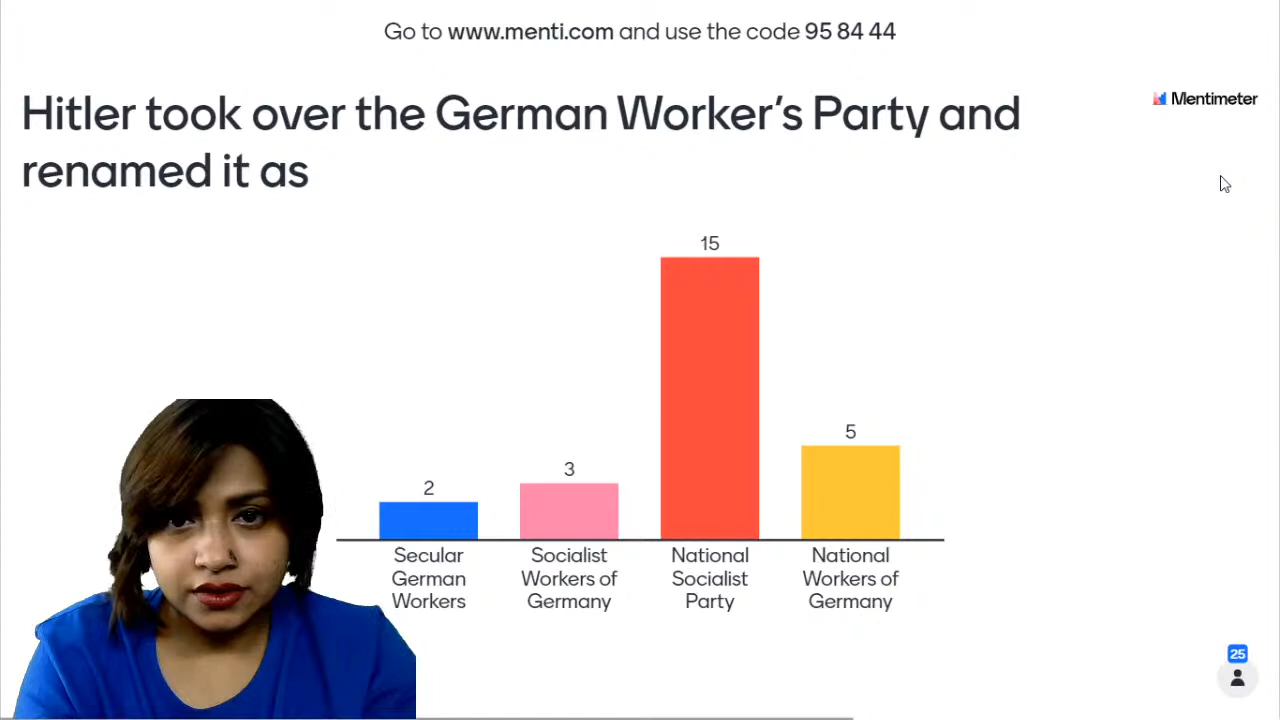 Go to www.menti.com and use the code 95 84 44
Hitler took over the German Worker's Party and
renamed it as
Mentimeter
15
5
3
2
Secular
German
Workers
Socialist
Workers of
Germany
National
Socialist
Party
National
Workers of
Germany
25